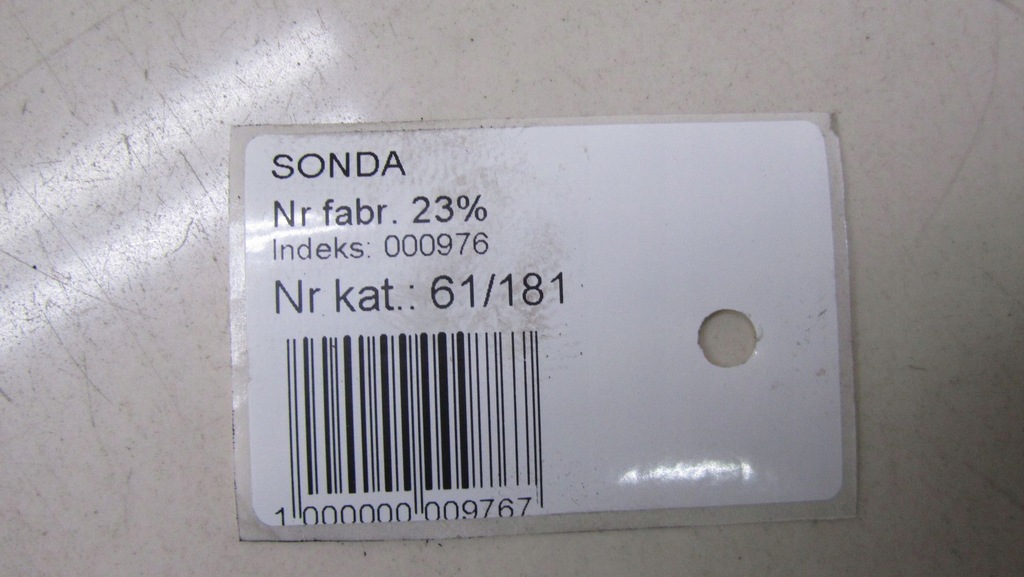 SONDA
Nr fabr. 23%
Indeks: 000976
Nr kat.: 61/181
1 000000 009767